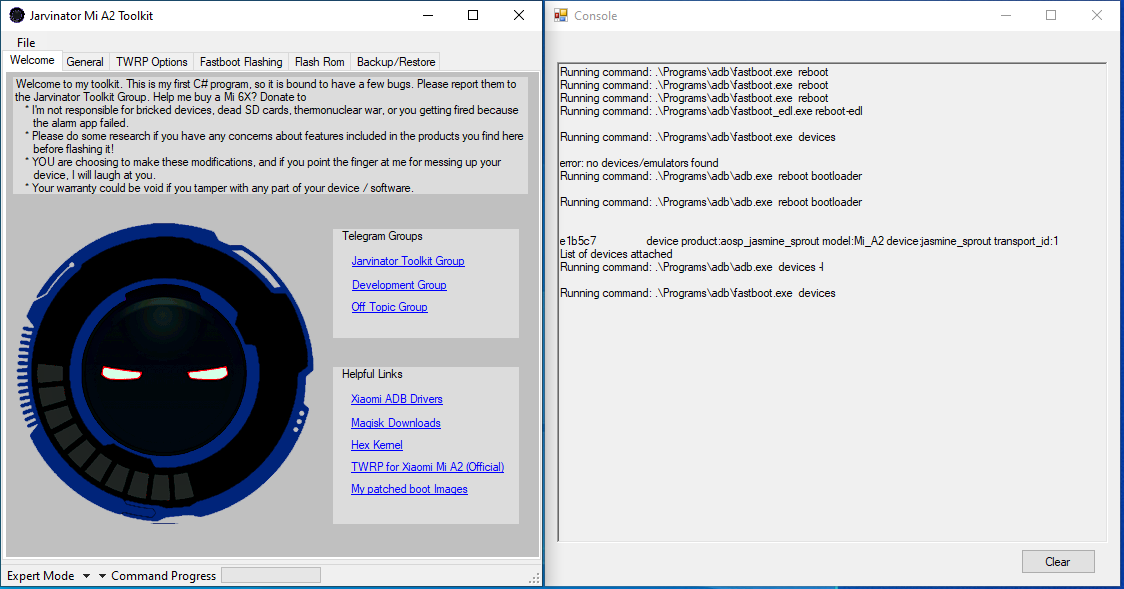 Jarvinator Mi A2 Toolkit
File
Welcome
General
TWRP Options
Fastboot Flashing
Flash Rom
Backup/Restore
Welcome to my toolkit. This is my first C# program, so it is bound to have a few bugs. Please report them to
the Jarvinator Toolkit Group. Help me buy a Mi 6X? Donate to
* I'm not responsible for bricked devices, dead SD cards, thermonuclear war, or you getting fired because
the alarm app failed.
* Please do some research if you have any concerns about features included in the products you find here
before flashing it!
* YOU are choosing to make these modifications, and if you point the finger at me for messing up your
device, I will laugh at you.
* Your warranty could be void if you tamper with any part of your device / software.
Telegram Groups
Jarvinator Toolkit Group
Development Group
Off Topic Group
Helpful Links
Xiaomi ADB Drivers
Magisk Downloads
Hex Kernel
TWRP for Xiaomi Mi A2 (Official)
My patched boot Images
Expert Mode
Command Progress
Console
Running command: .\Programs\adb\fastboot.exe  reboot
Running command: .\Programs\adb\fastboot.exe  reboot
Running command: .\Programs\adb\fastboot.exe  reboot
Running command: .\Programs\adb\fastboot_edl.exe reboot-edl
Running command: .\Programs\adb\fastboot.exe  devices
error: no devices/emulators found
Running command: .\Programs\adb\adb.exe  reboot bootloader
Running command: .\Programs\adb\adb.exe  reboot bootloader
e1b5c7 device product:aosp_jasmine_sprout model:Mi_A2 device:jasmine_sprout transport_id:1
List of devices attached
Running command: .\Programs\adb\adb.exe  devices -l
Running command: .\Programs\adb\fastboot.exe  devices
Clear